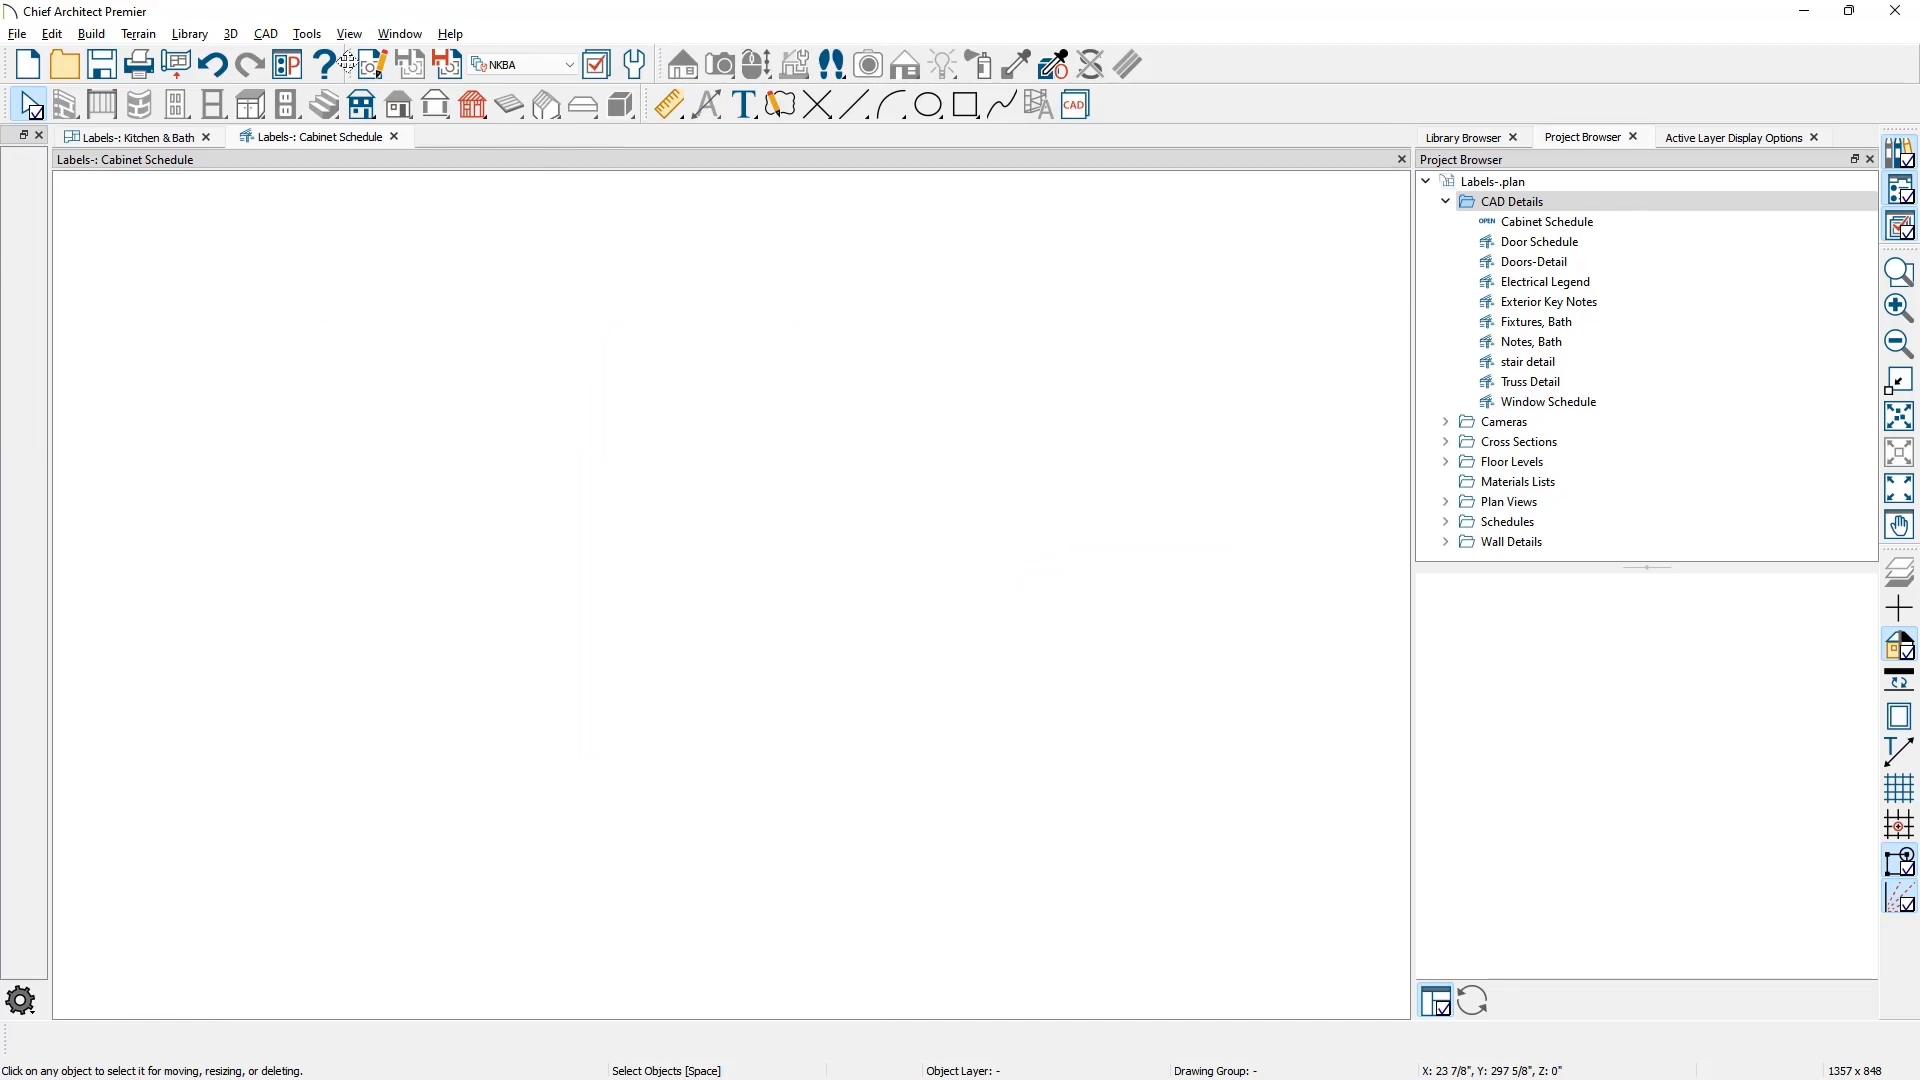 Chief Architect Premier
File Edit Build Terrain Library 3D CAD Tools View Window Help
NKBA
CAD
Labels-: Kitchen & Bath
Labels-: Cabinet Schedule
Library Browser
Project Browser
Active Layer Display Options
Labels-: Cabinet Schedule
Project Browser
Labels-.plan
CAD Details
OPEN Cabinet Schedule
Door Schedule
Doors-Detail
Electrical Legend
Exterior Key Notes
Fixtures, Bath
Notes, Bath
stair detail
Truss Detail
Window Schedule
Cameras
Cross Sections
Floor Levels
Materials Lists
Plan Views
Schedules
Wall Details
Click on any object to select it for moving, resizing, or deleting.
Select Objects [Space]
Object Layer: -
Drawing Group: -
X: 23 7/8", Y: 297 5/8", Z: 0"
1357 x 848